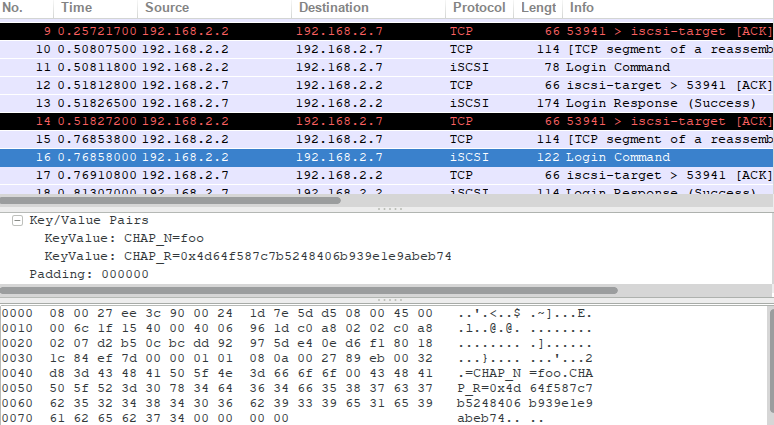 No. Time Source Destination Protocol Lengt Info
9 0.25721700 192.168.2.2 192.168.2.7 TCP 66 53941 > iscsi-target [ACK]
10 0.50807500 192.168.2.2 192.168.2.7 TCP 114 [TCP segment of a reassemb
11 0.50811800 192.168.2.2 192.168.2.7 iSCSI 78 Login Command
12 0.51812800 192.168.2.7 192.168.2.2 TCP 66 iscsi-target > 53941 [ACK]
13 0.51826500 192.168.2.7 192.168.2.2 iSCSI 174 Login Response (Success)
14 0.51827200 192.168.2.2 192.168.2.7 TCP 66 53941 > iscsi-target [ACK]
15 0.76853800 192.168.2.2 192.168.2.7 TCP 114 [TCP segment of a reassemb
16 0.76858000 192.168.2.2 192.168.2.7 iSCSI 122 Login Command
17 0.76910800 192.168.2.7 192.168.2.2 TCP 66 iscsi-target > 53941 [ACK]
18 0.81307000 192.168.2.7 192.168.2.2 iSCSI 114 Login Response (Success)
Key/Value Pairs
KeyValue: CHAP_N=foo
KeyValue: CHAP_R=0x4d64f587c7b5248406b939e1e9abeb74
Padding: 000000
0000 08 00 27 ee 3c 90 00 24 1d 7e 5d d5 08 00 45 00 ..'.<..$ .~]...E.
0010 00 6c 1f 15 40 00 40 06 96 1d c0 a8 02 02 c0 a8 .l..@.@. ........
0020 02 07 d2 b5 0c bc dd 92 97 5d e4 0e d6 f1 80 18 ........ .]......
0030 1c 84 ef 7d 00 00 01 01 08 0a 00 27 89 eb 00 32 ...}.... ...'...2
0040 d8 3d 43 48 41 50 5f 4e 3d 66 6f 6f 00 43 48 41 .=CHAP_N =foo.CHA
0050 50 5f 52 3d 30 78 34 64 36 34 66 35 38 37 63 37 P_R=0x4d 64f587c7
0060 62 35 32 34 38 34 30 36 62 39 33 39 65 31 65 39 b5248406 b939e1e9
0070 61 62 65 62 37 34 00 00 00 00 abeb74.. ..